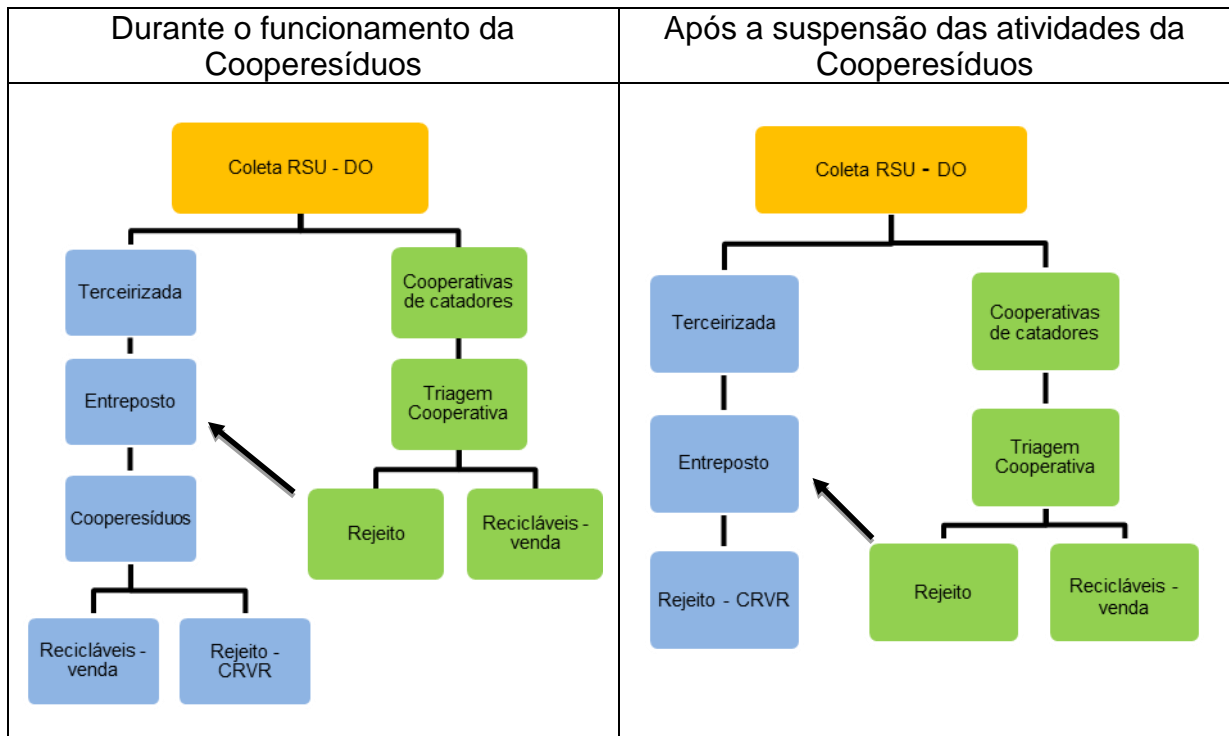 Durante o funcionamento da
Cooperesíduos
Após a suspensão das atividades da
Cooperesíduos
Coleta RSU - DO
Terceirizada
Cooperativas
de catadores
Entreposto
Triagem
Cooperativa
Cooperesíduos
Rejeito
Recicláveis -
venda
Recicláveis -
venda
Rejeito -
CRVR
Coleta RSU - DO
Terceirizada
Cooperativas
de catadores
Entreposto
Triagem
Cooperativa
Rejeito - CRVR
Rejeito
Recicláveis -
venda